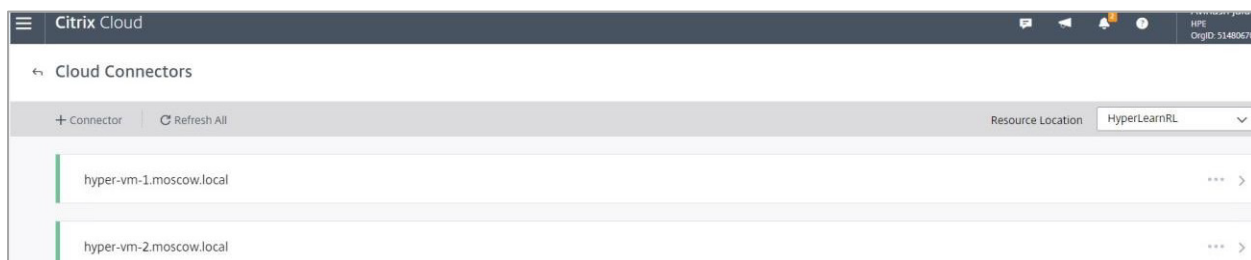 Citrix Cloud
2
?
HPE
Cloud Connectors
+ Connector
Refresh All
Resource Location
HyperLearnRL
hyper-vm-1.moscow.local
hyper-vm-2.moscow.local